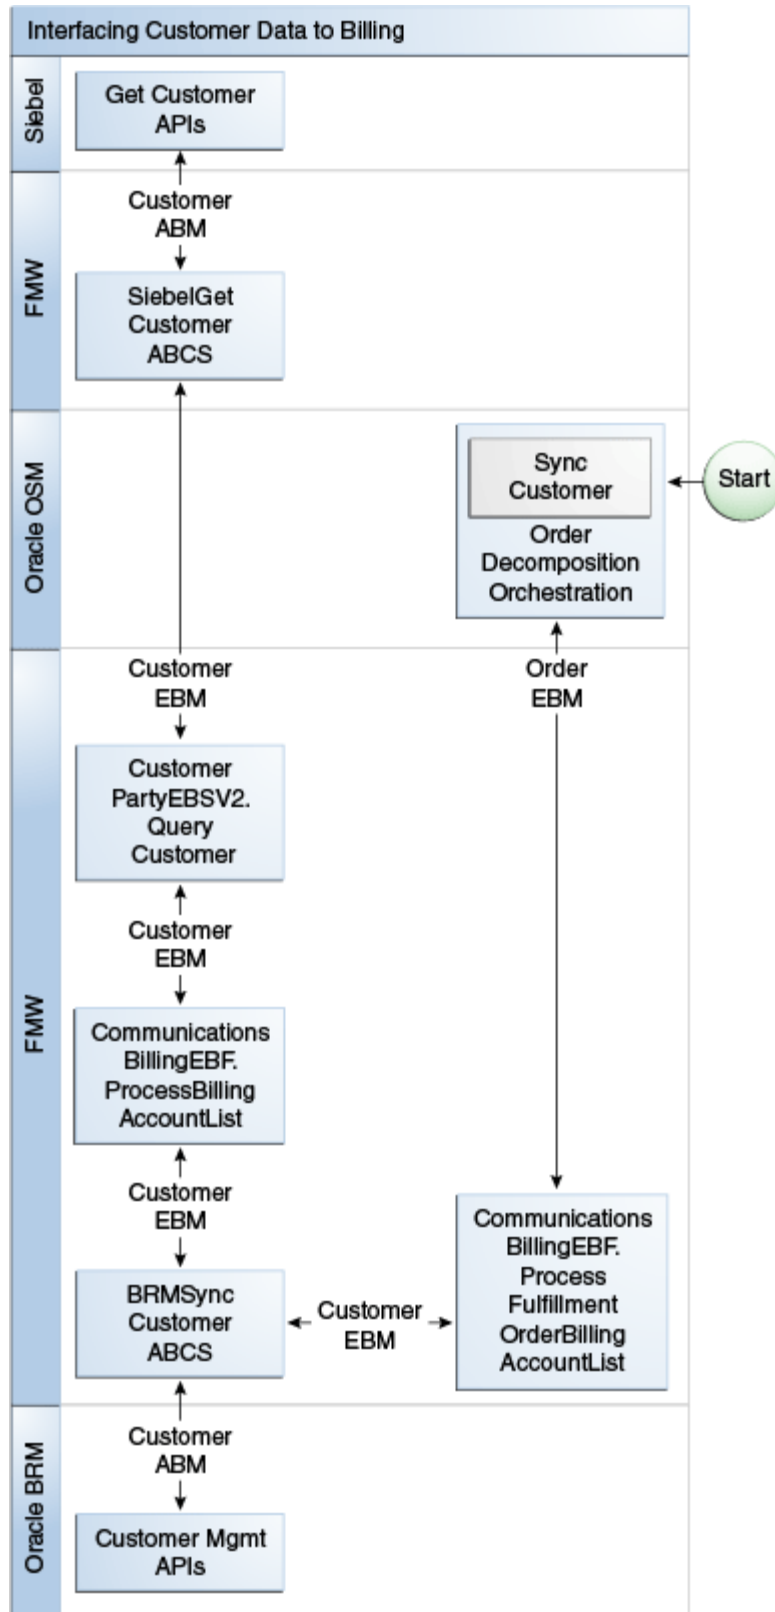 Interfacing Customer Data to Billing
Siebel
Get Customer
APIs
Customer
ABM
FMW
SiebelGet
Customer
ABCS
Oracle OSM
Sync
Customer
Order
Decomposition
Orchestration
Start
Customer
EBM
Order
EBM
FMW
Customer
PartyEBSV2.
Query
Customer
Customer
EBM
Communications
BillingEBF.
ProcessBilling
AccountList
Customer
EBM
BRMSync
Customer
ABCS
Customer
EBM
Communications
BillingEBF.
Process
Fulfillment
OrderBilling
AccountList
Oracle BRM
Customer
ABM
Customer Mgmt
APIs